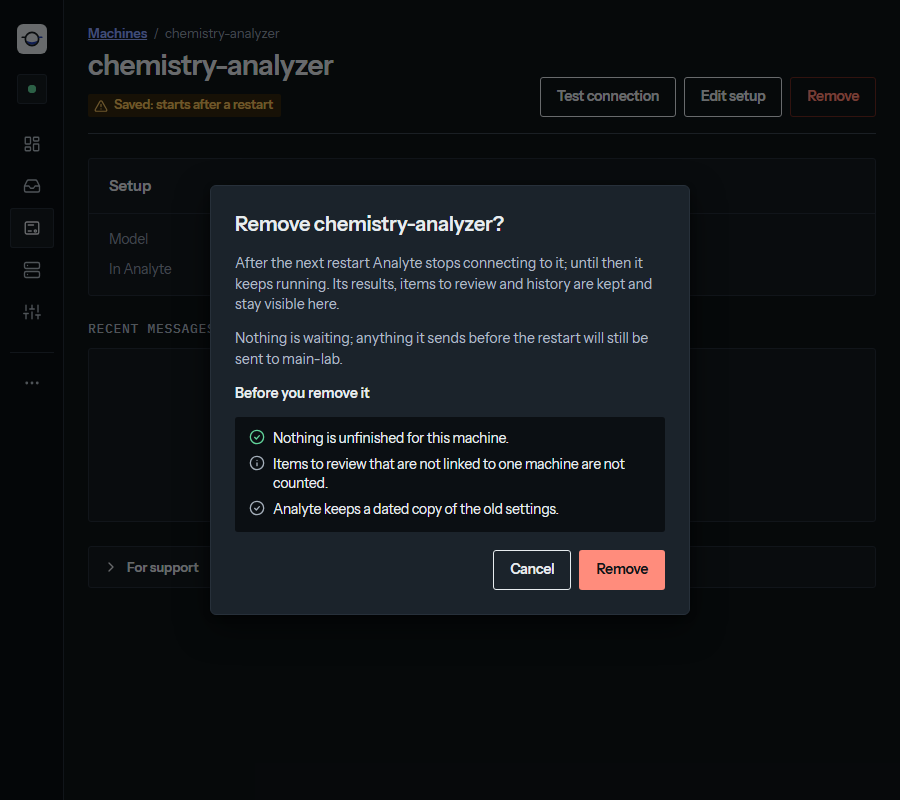 Machines / chemistry-analyzer
chemistry-analyzer
Saved: starts after a restart
Test connection
Edit setup
Remove
Setup
Model
In Analyte
RECENT MESSAGES
For support
Remove chemistry-analyzer?
After the next restart Analyte stops connecting to it; until then it
keeps running. Its results, items to review and history are kept and
stay visible here.
Nothing is waiting; anything it sends before the restart will still be
sent to main-lab.
Before you remove it
Nothing is unfinished for this machine.
Items to review that are not linked to one machine are not
counted.
Analyte keeps a dated copy of the old settings.
Cancel
Remove